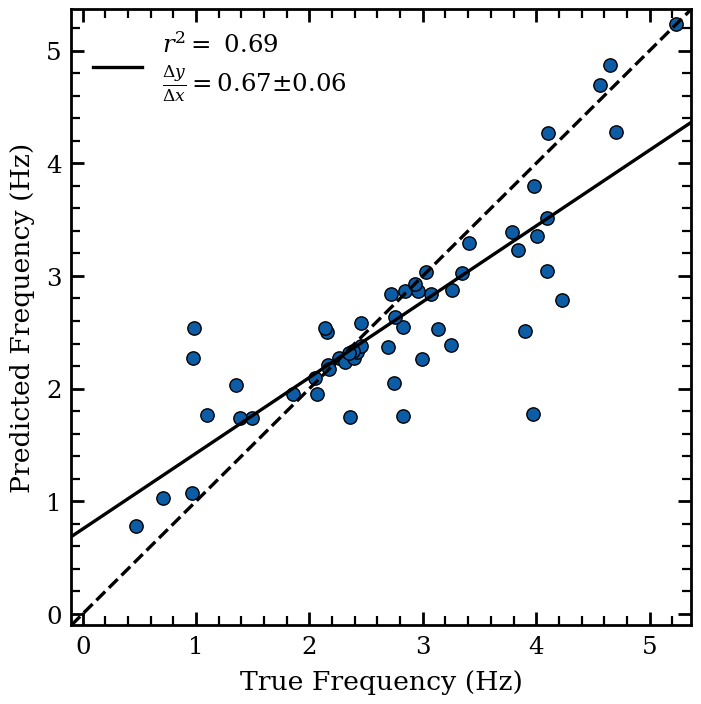 r² = 0.69
Δy/Δx = 0.67±0.06
Predicted Frequency (Hz)
5
4
3
2
1
0
0 1 2 3 4 5
True Frequency (Hz)